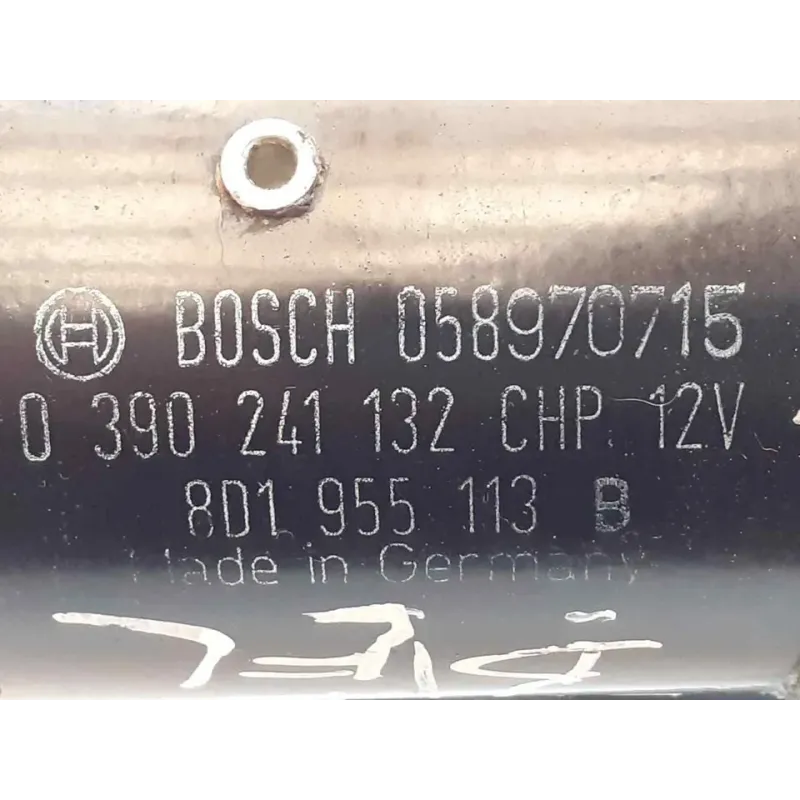 BOSCH 058970715
0 390 241 132 CHP 12V
8D1 955 113 B
Made in Germany